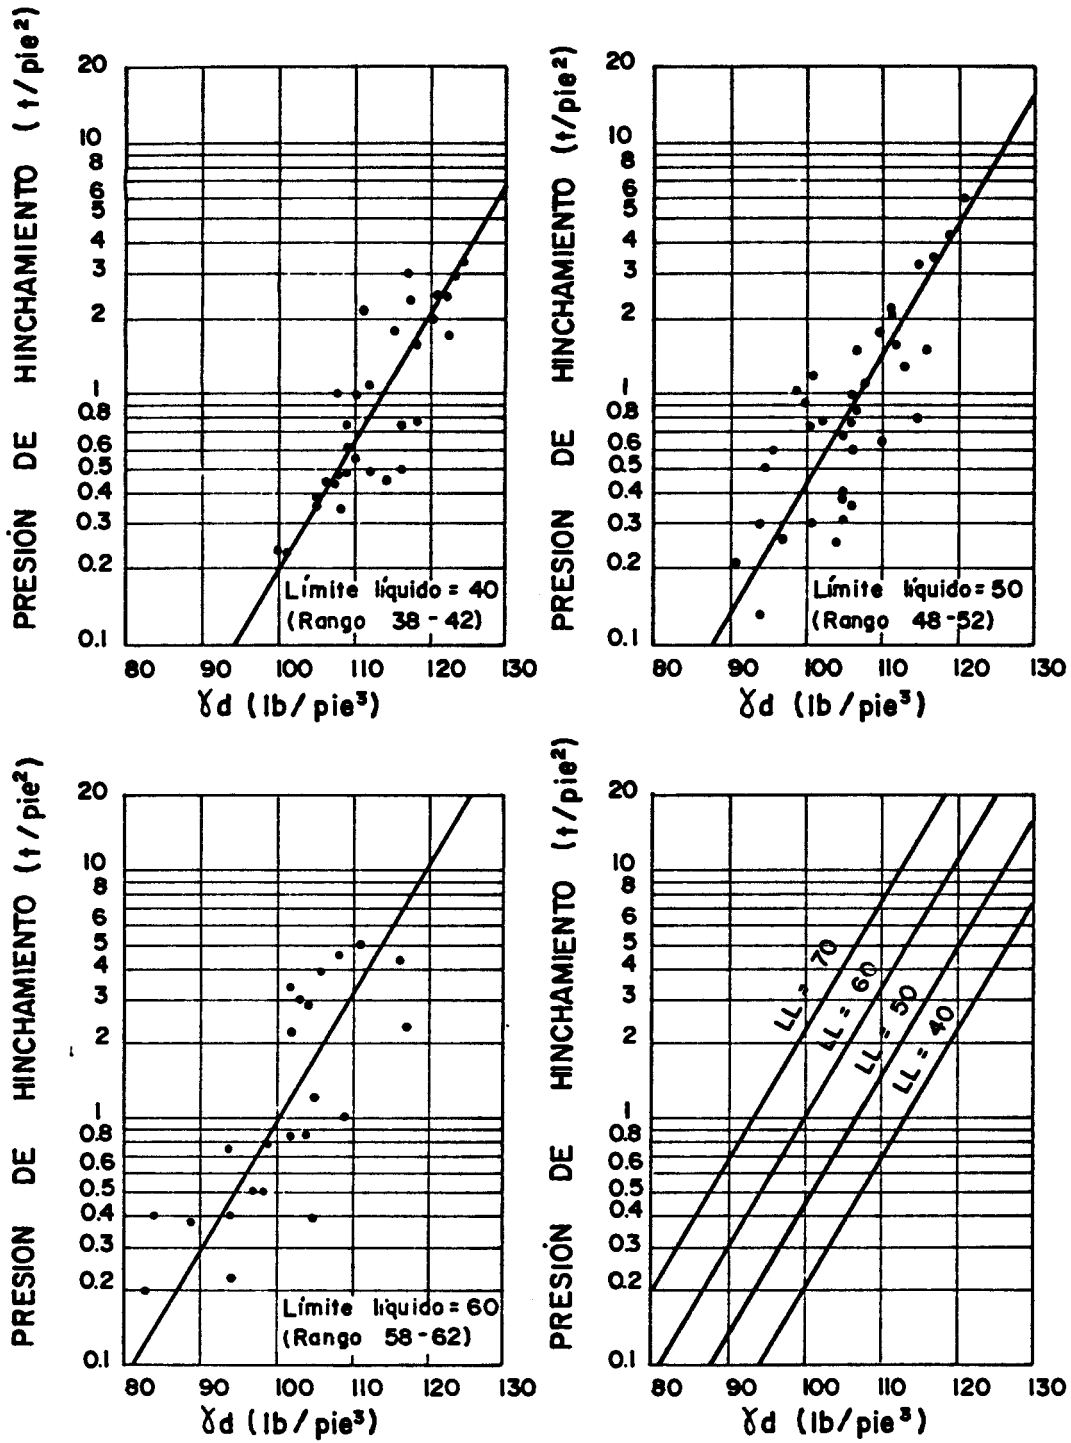 PRESIÓN DE HINCHAMIENTO (t/pie²)
20
10
8
6
5
4
3
2
1
0.8
0.6
0.5
0.4
0.3
0.2
0.1
Límite líquido = 40
(Rango 38-42)
80 90 100 110 120 130
γd (lb/pie³)
PRESION DE HINCHAMIENTO (t/pie²)
20
10
8
6
5
4
3
2
1
0.8
0.6
0.5
0.4
0.3
0.2
0.1
Límite líquido = 50
(Rango 48-52)
80 90 100 110 120 130
γd (lb/pie³)
PRESION DE HINCHAMIENTO (t/pie²)
20
10
8
6
5
4
3
2
1
0.8
0.6
0.5
0.4
0.3
0.2
0.1
Límite líquido = 60
(Rango 58-62)
80 90 100 110 120 130
γd (lb/pie³)
PRESIÓN DE HINCHAMIENTO (t/pie²)
20
10
8
6
5
4
3
2
1
0.8
0.6
0.5
0.4
0.3
0.2
0.1
LL = 70
LL = 60
LL = 50
LL = 40
80 90 100 110 120 130
γd (lb/pie³)